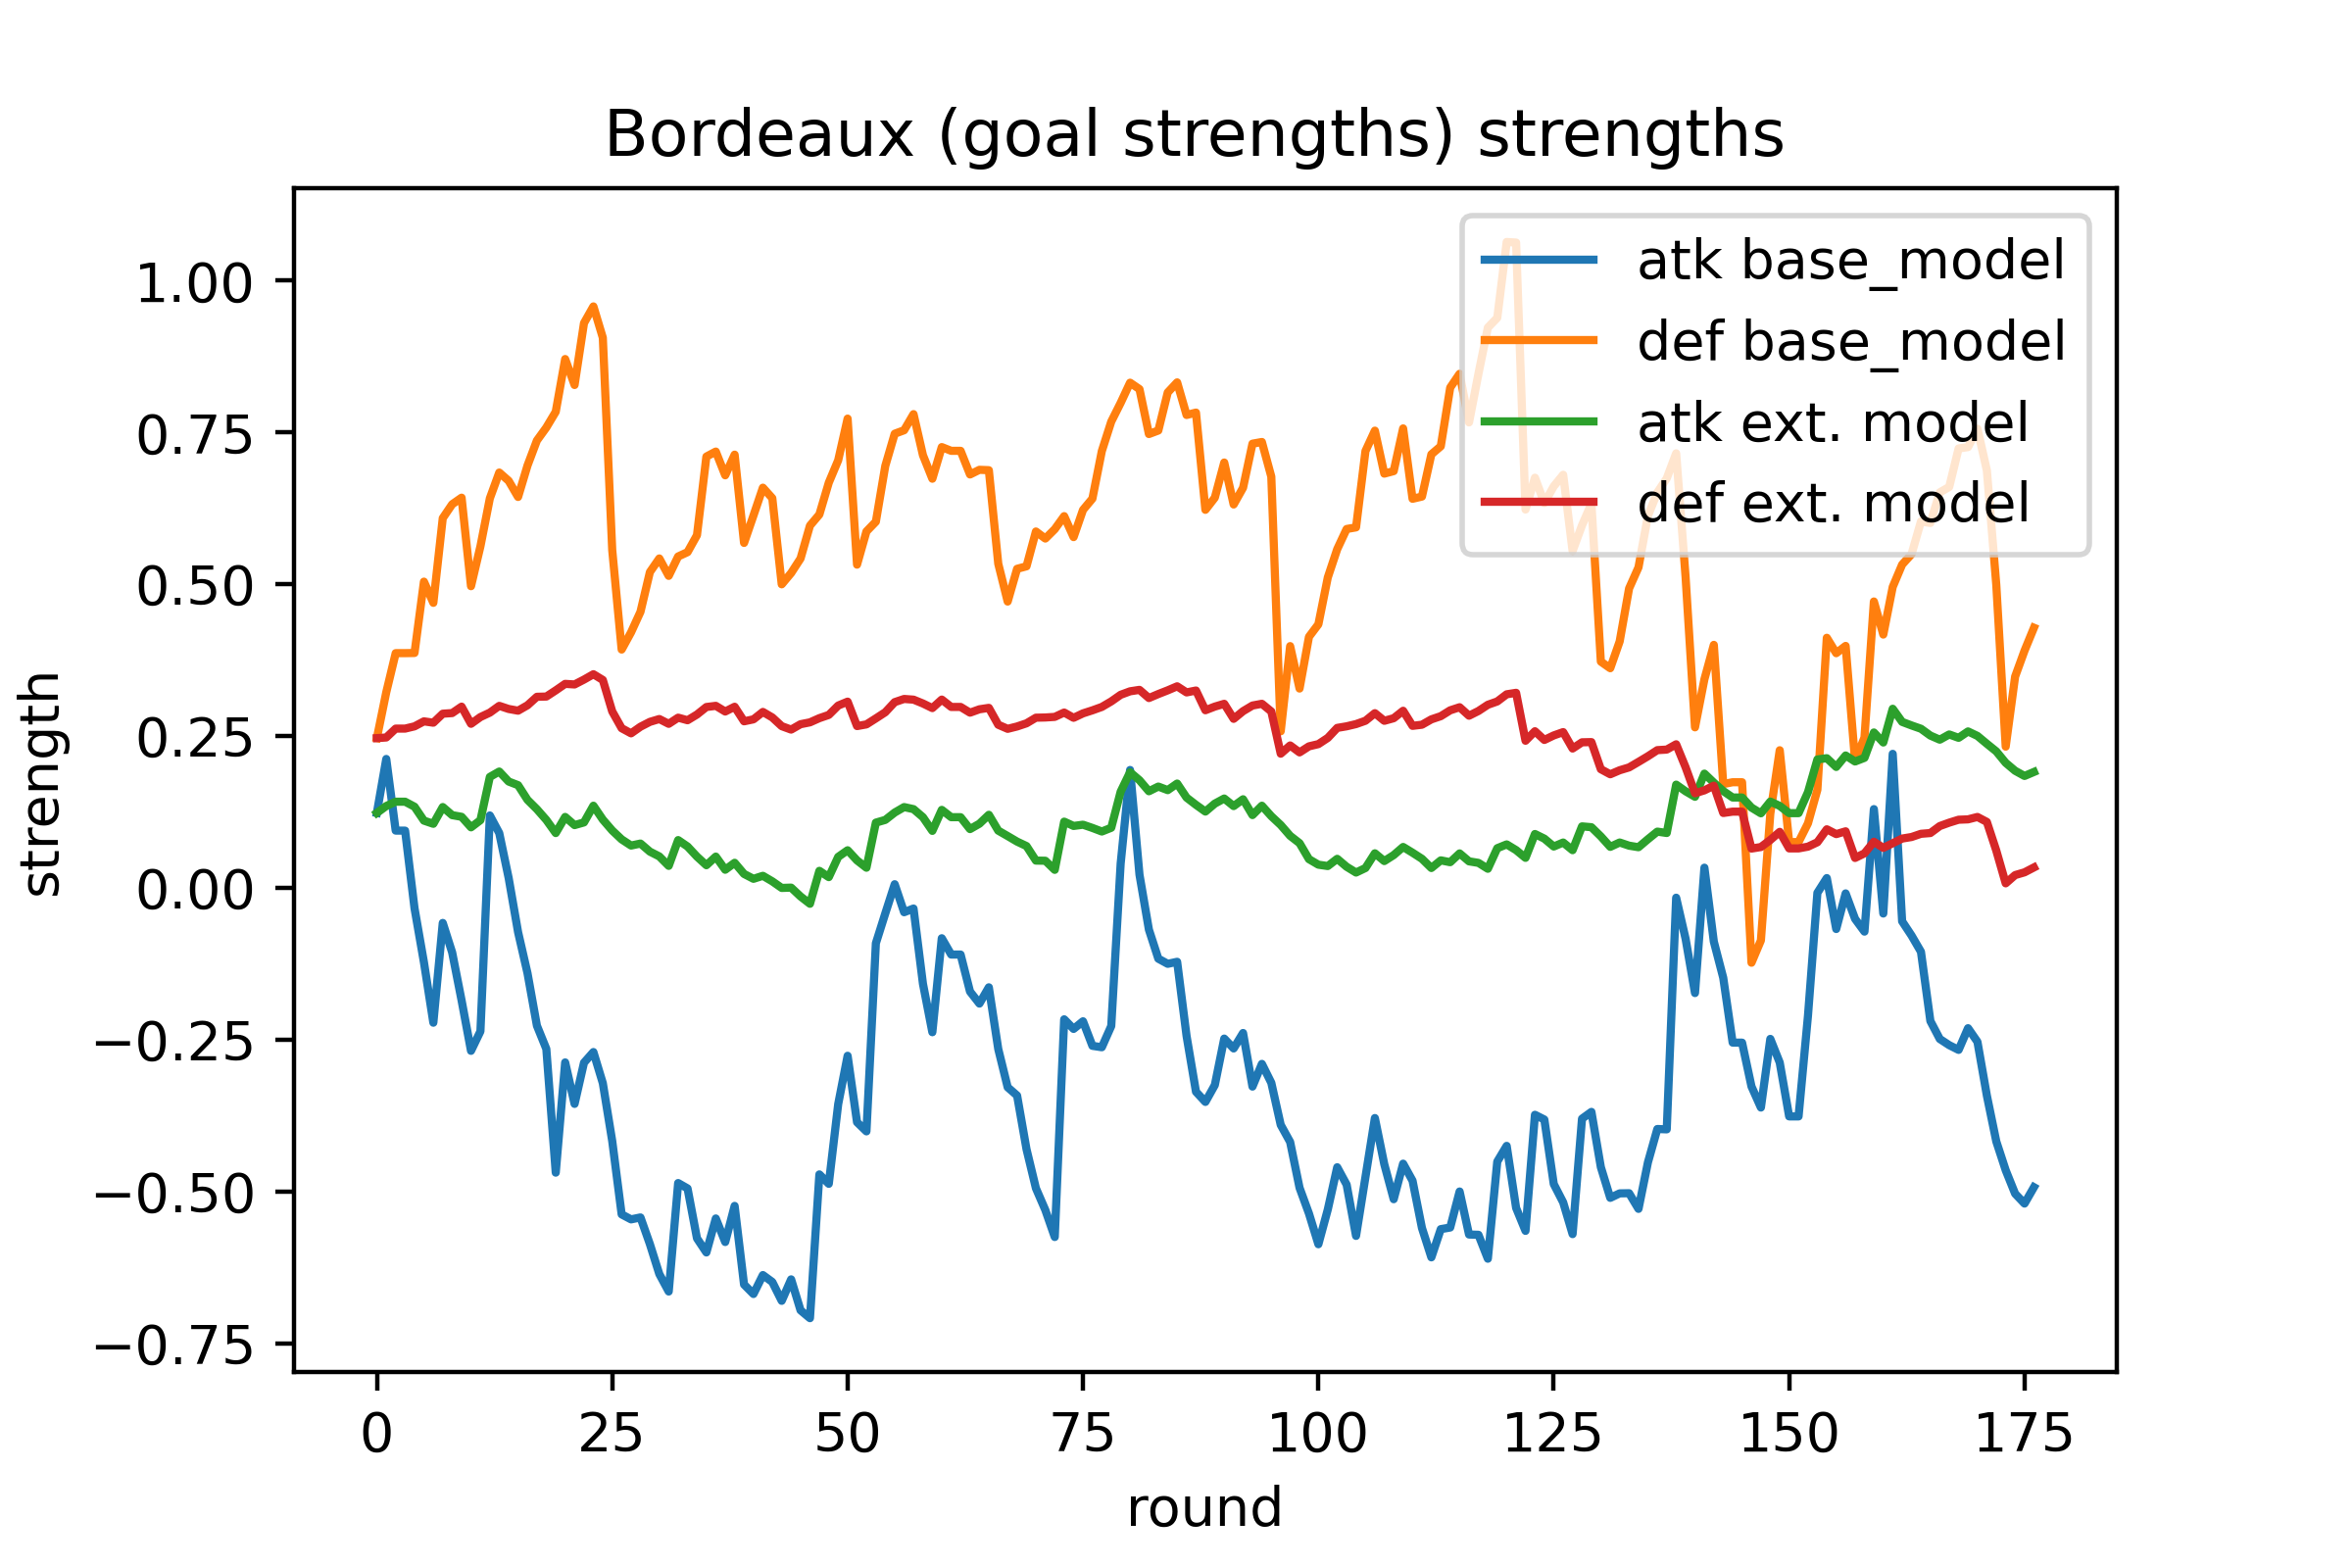 Bordeaux (goal strengths) strengths
atk base_model
def base_model
atk ext. model
def ext. model
1.00
0.75
0.50
0.25
0.00
−0.25
−0.50
−0.75
strength
0 25 50 75 100 125 150 175
round